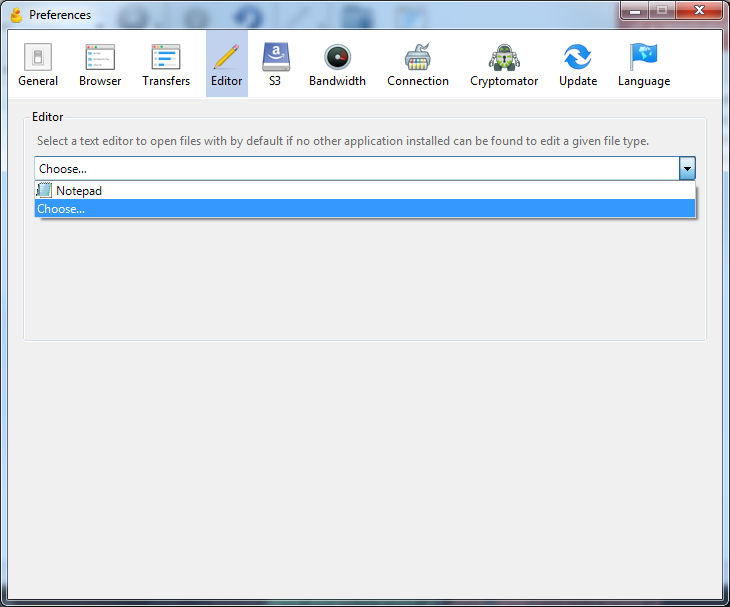 Preferences
General Browser Transfers Editor S3 Bandwidth Connection Cryptomator Update Language
Editor
Select a text editor to open files with by default if no other application installed can be found to edit a given file type.
Choose...
Notepad
Choose...